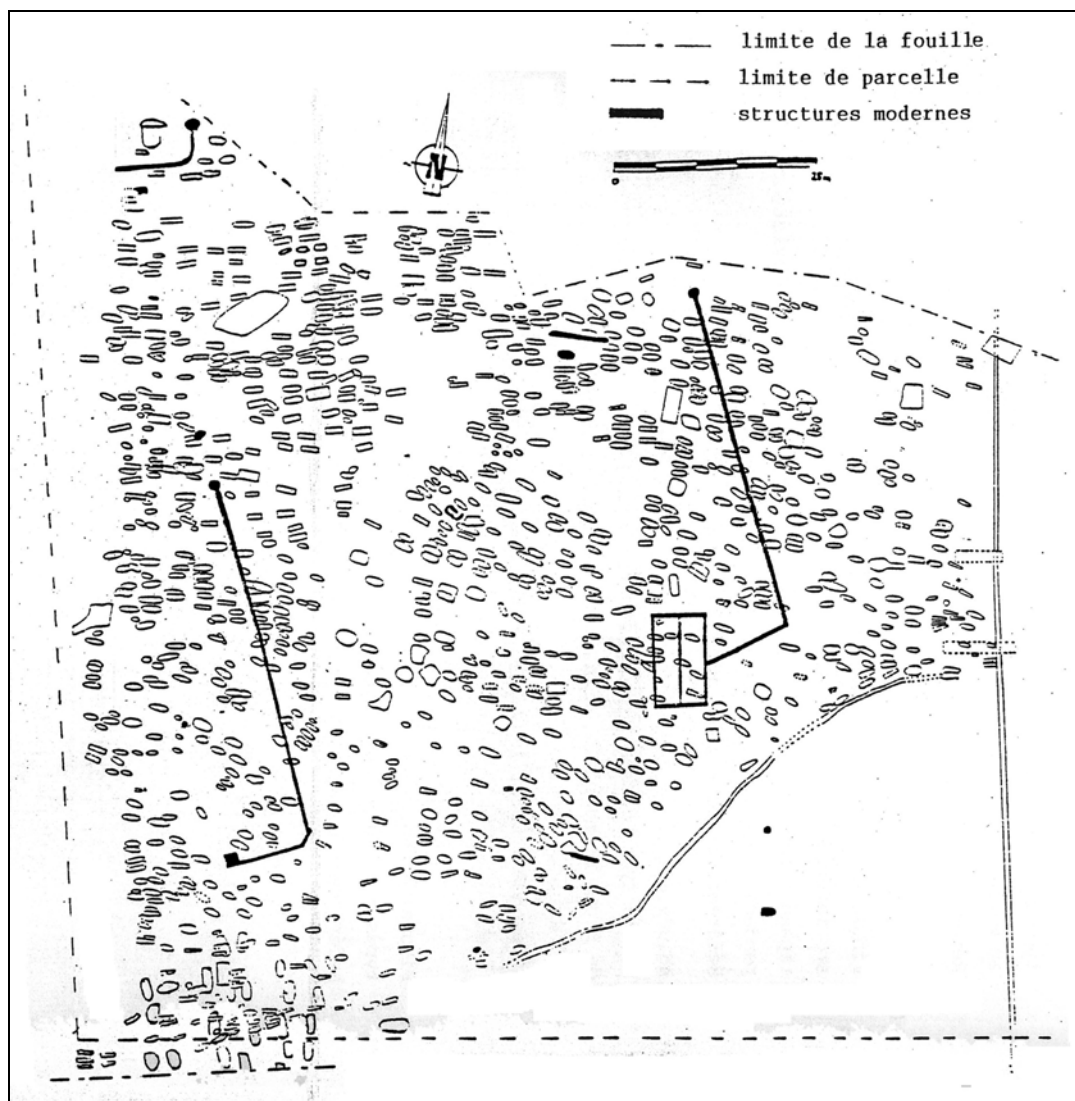 limite de la fouille
limite de parcelle
structures modernes
N
0 25m